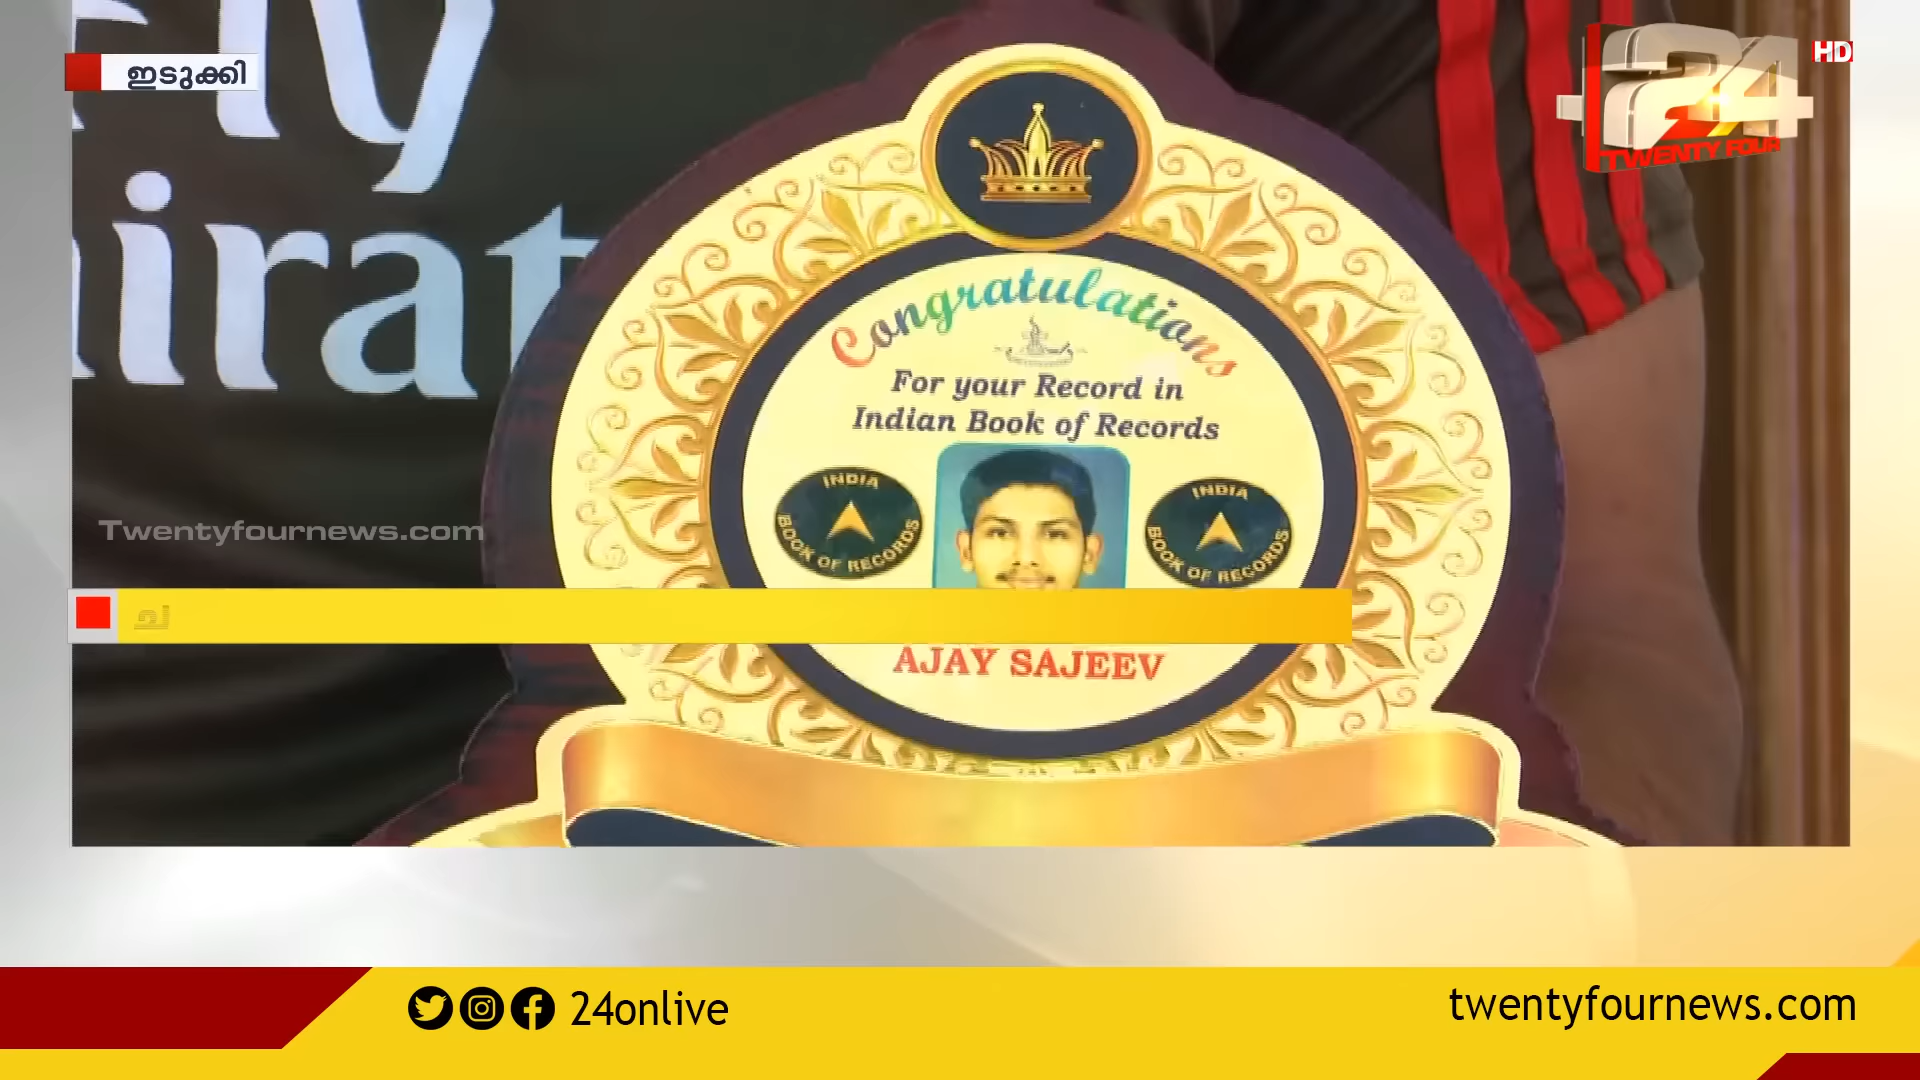 ഇടുക്കി
Fly
24
TWENTY FOUR
HD
Congratulations
For your Record in
Indian Book of Records
INDIA
BOOK OF RECORDS
INDIA
BOOK OF RECORDS
Twentyfournews.com
ച
AJAY SAJEEV
24onlive
twentyfournews.com